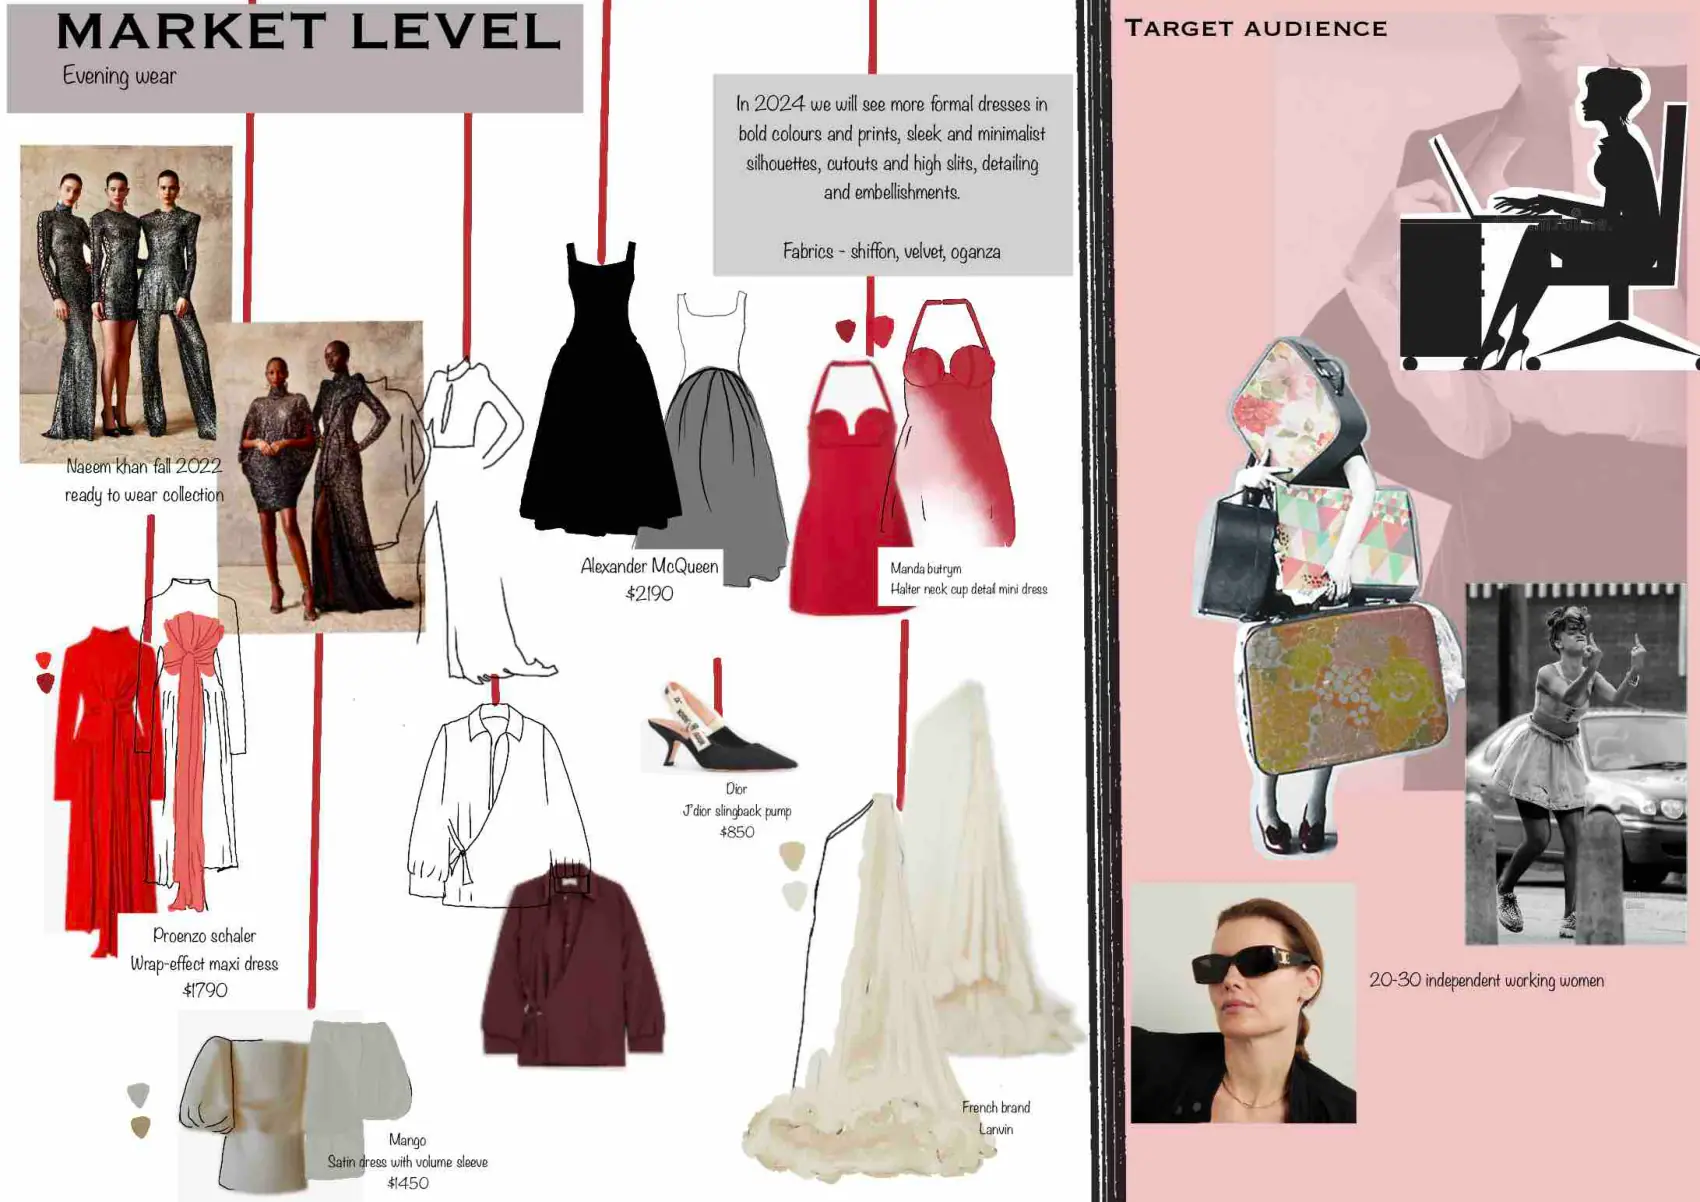 MARKET LEVEL
Evening wear
In 2024 we will see more formal dresses in
bold colours and prints, sleek and minimalist
silhouettes, cutouts and high slits, detailing
and embellishments.
Fabrics - shiffon, velvet, oganza
Naeem khan fall 2022
ready to wear collection
Alexander McQueen
$2190
Manda butrym
Halter neck cup detail mini dress
Proenzo schaler
Wrap-effect maxi dress
$1790
Dior
J'dior slingback pump
$850
Mango
Satin dress with volume sleeve
$1450
French brand
Lanvin
TARGET AUDIENCE
20-30 independent working women